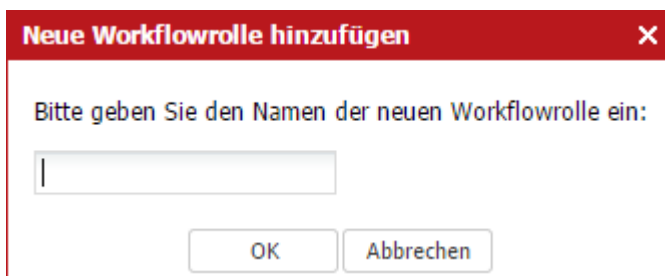 Neue Workflowrolle hinzufügen
Bitte geben Sie den Namen der neuen Workflowrolle ein:
OK Abbrechen